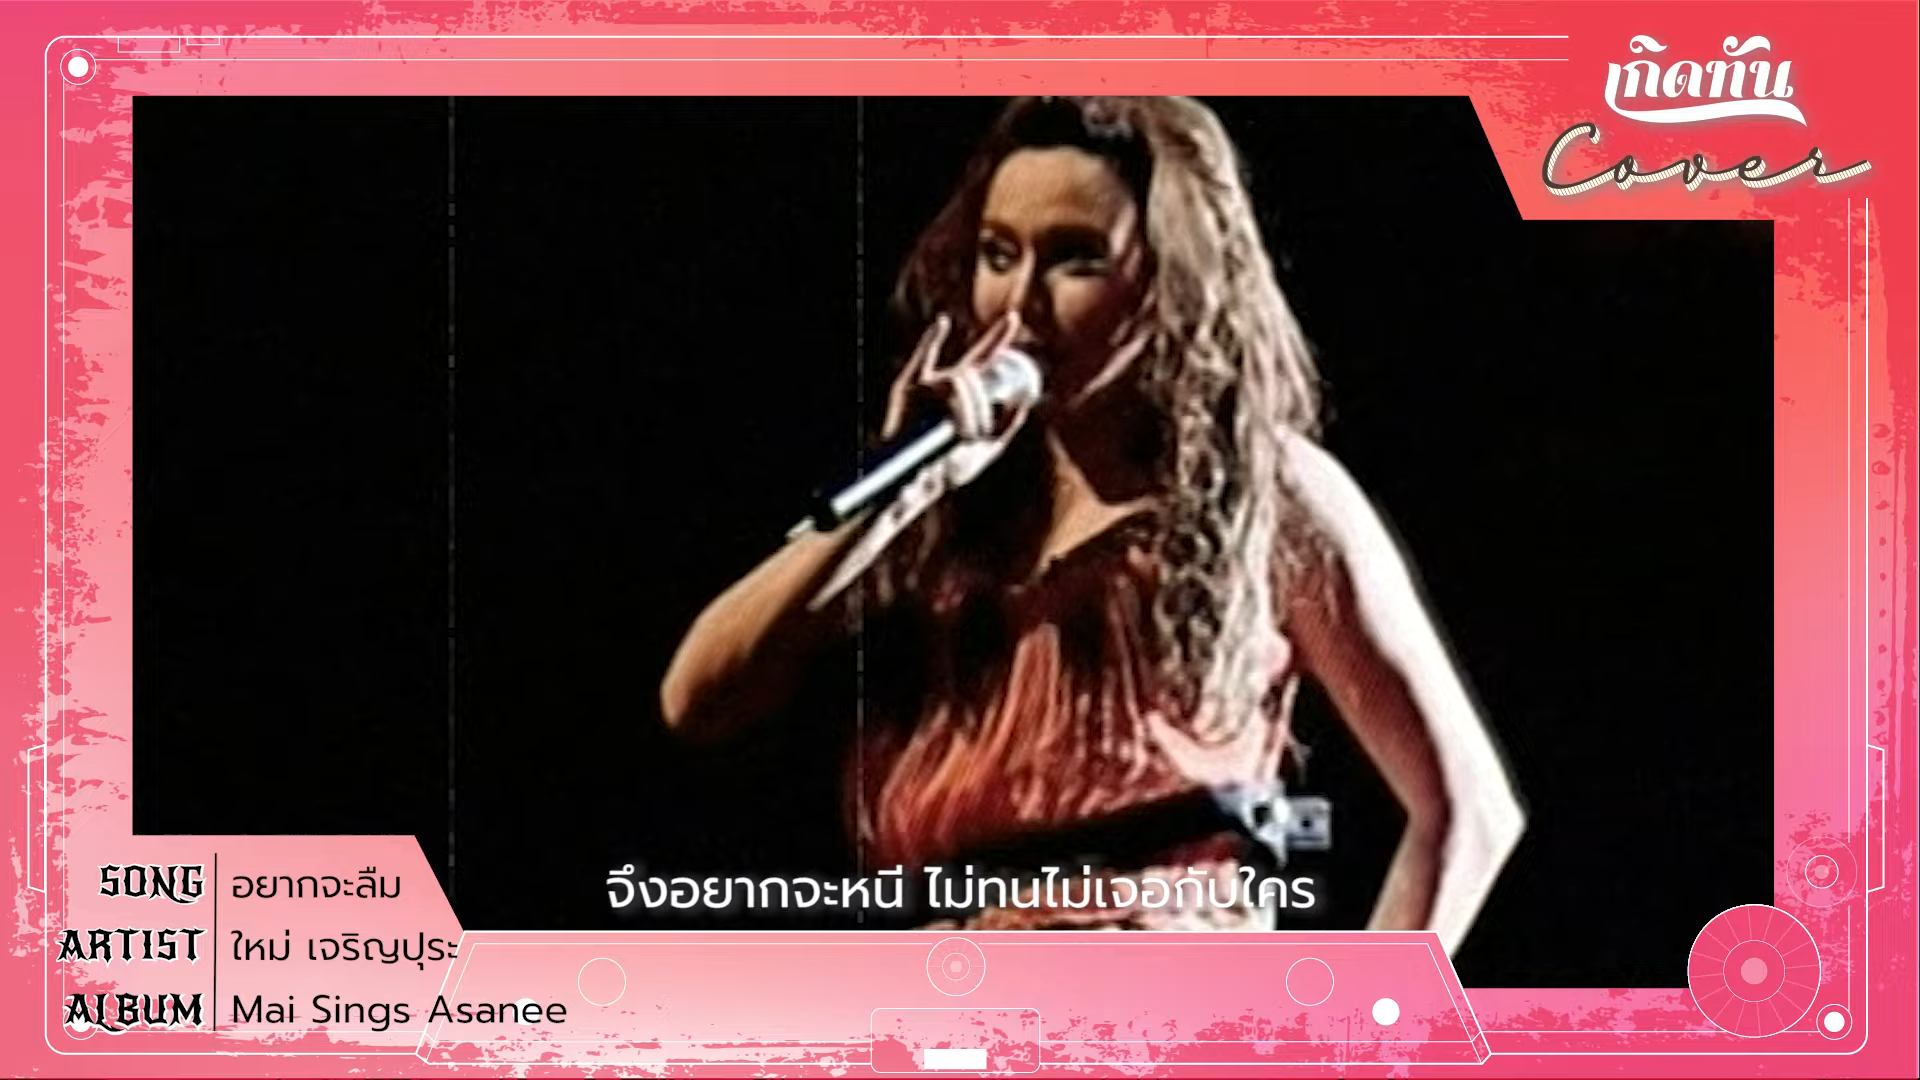 เกิดทัน
Cover
จึงอยากจะหนี ไม่ทนไม่เจอกับใคร
SONG อยากจะลืม
ARTIST ใหม่ เจริญปุระ
ALBUM Mai Sings Asanee